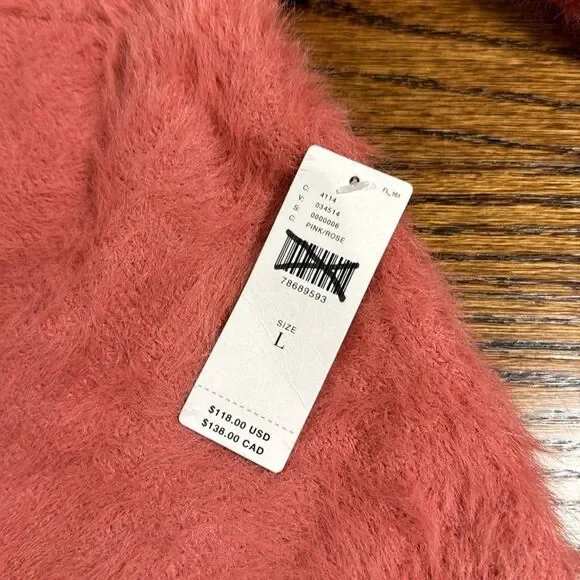 FL_161
C: 4114
V: 034514
S: 0000006
C: PINK/ROSE
78689593
SIZE
L
$118.00 USD
$138.00 CAD